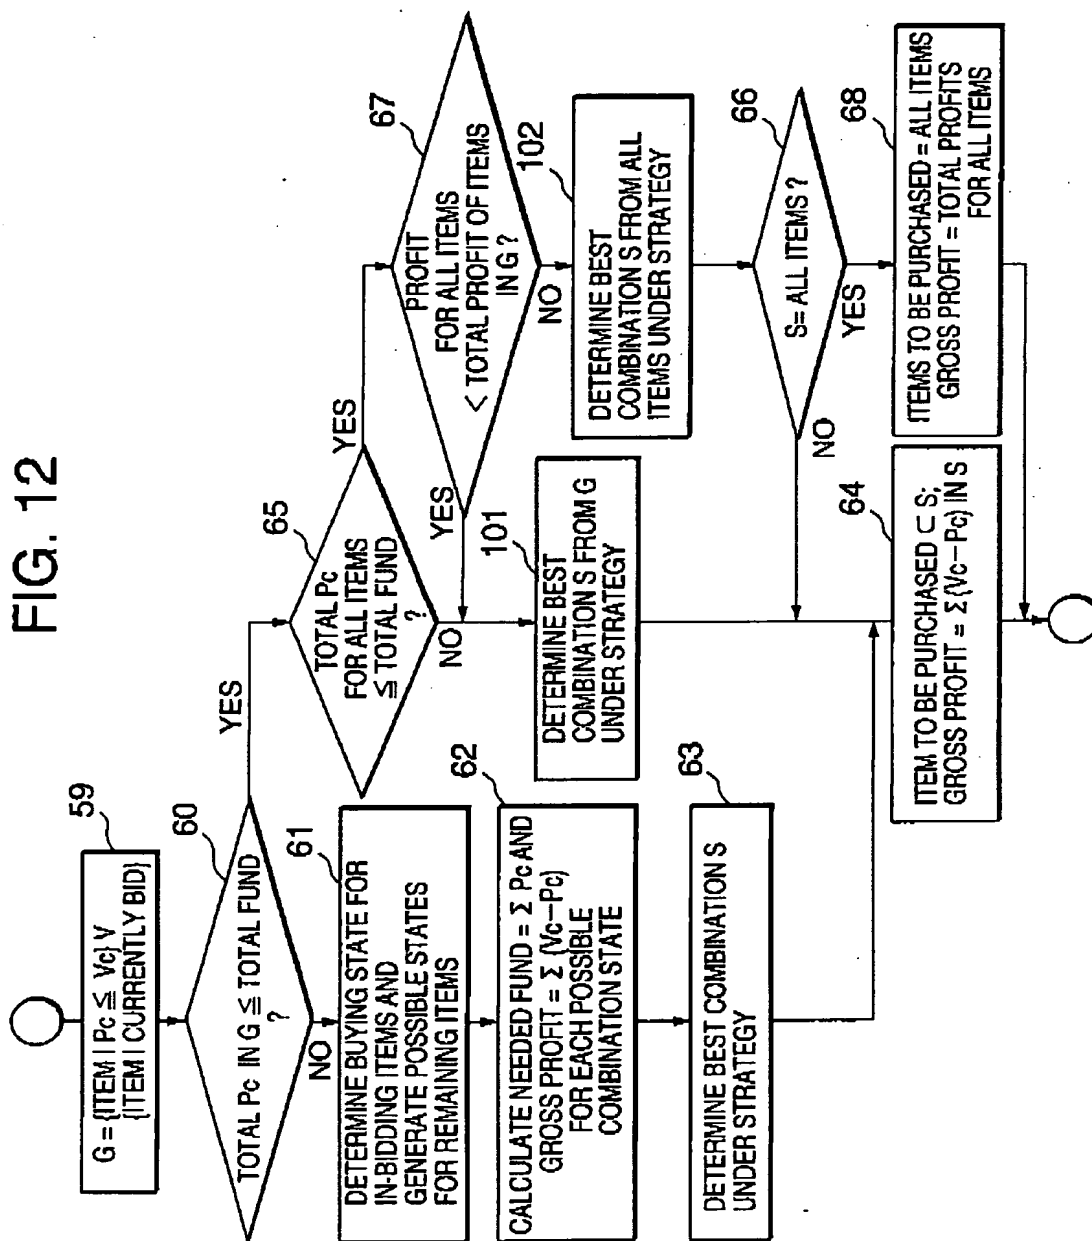 FIG. 12
59
G = {ITEM | Pc ≦ Vc} V
{ITEM | CURRENTLY BID}
60
TOTAL Pc IN G ≦ TOTAL FUND
?
YES
NO
61
DETERMINE BUYING STATE FOR
IN-BIDDING ITEMS AND
GENERATE POSSIBLE STATES
FOR REMAINING ITEMS
62
CALCULATE NEEDED FUND = Σ Pc AND
GROSS PROFIT = Σ (Vc-Pc)
FOR EACH POSSIBLE
COMBINATION STATE
63
DETERMINE BEST COMBINATION S
UNDER STRATEGY
65
TOTAL Pc
FOR ALL ITEMS
≦ TOTAL FUND
?
YES
NO
101
DETERMINE BEST
COMBINATION S FROM G
UNDER STRATEGY
67
PROFIT
FOR ALL ITEMS
< TOTAL PROFIT OF ITEMS
IN G ?
YES
NO
102
DETERMINE BEST
COMBINATION S FROM ALL
ITEMS UNDER STRATEGY
66
S= ALL ITEMS ?
NO
YES
64
ITEM TO BE PURCHASED ⊂ S;
GROSS PROFIT = Σ (Vc-Pc) IN S
68
ITEMS TO BE PURCHASED = ALL ITEMS
GROSS PROFIT = TOTAL PROFITS
FOR ALL ITEMS